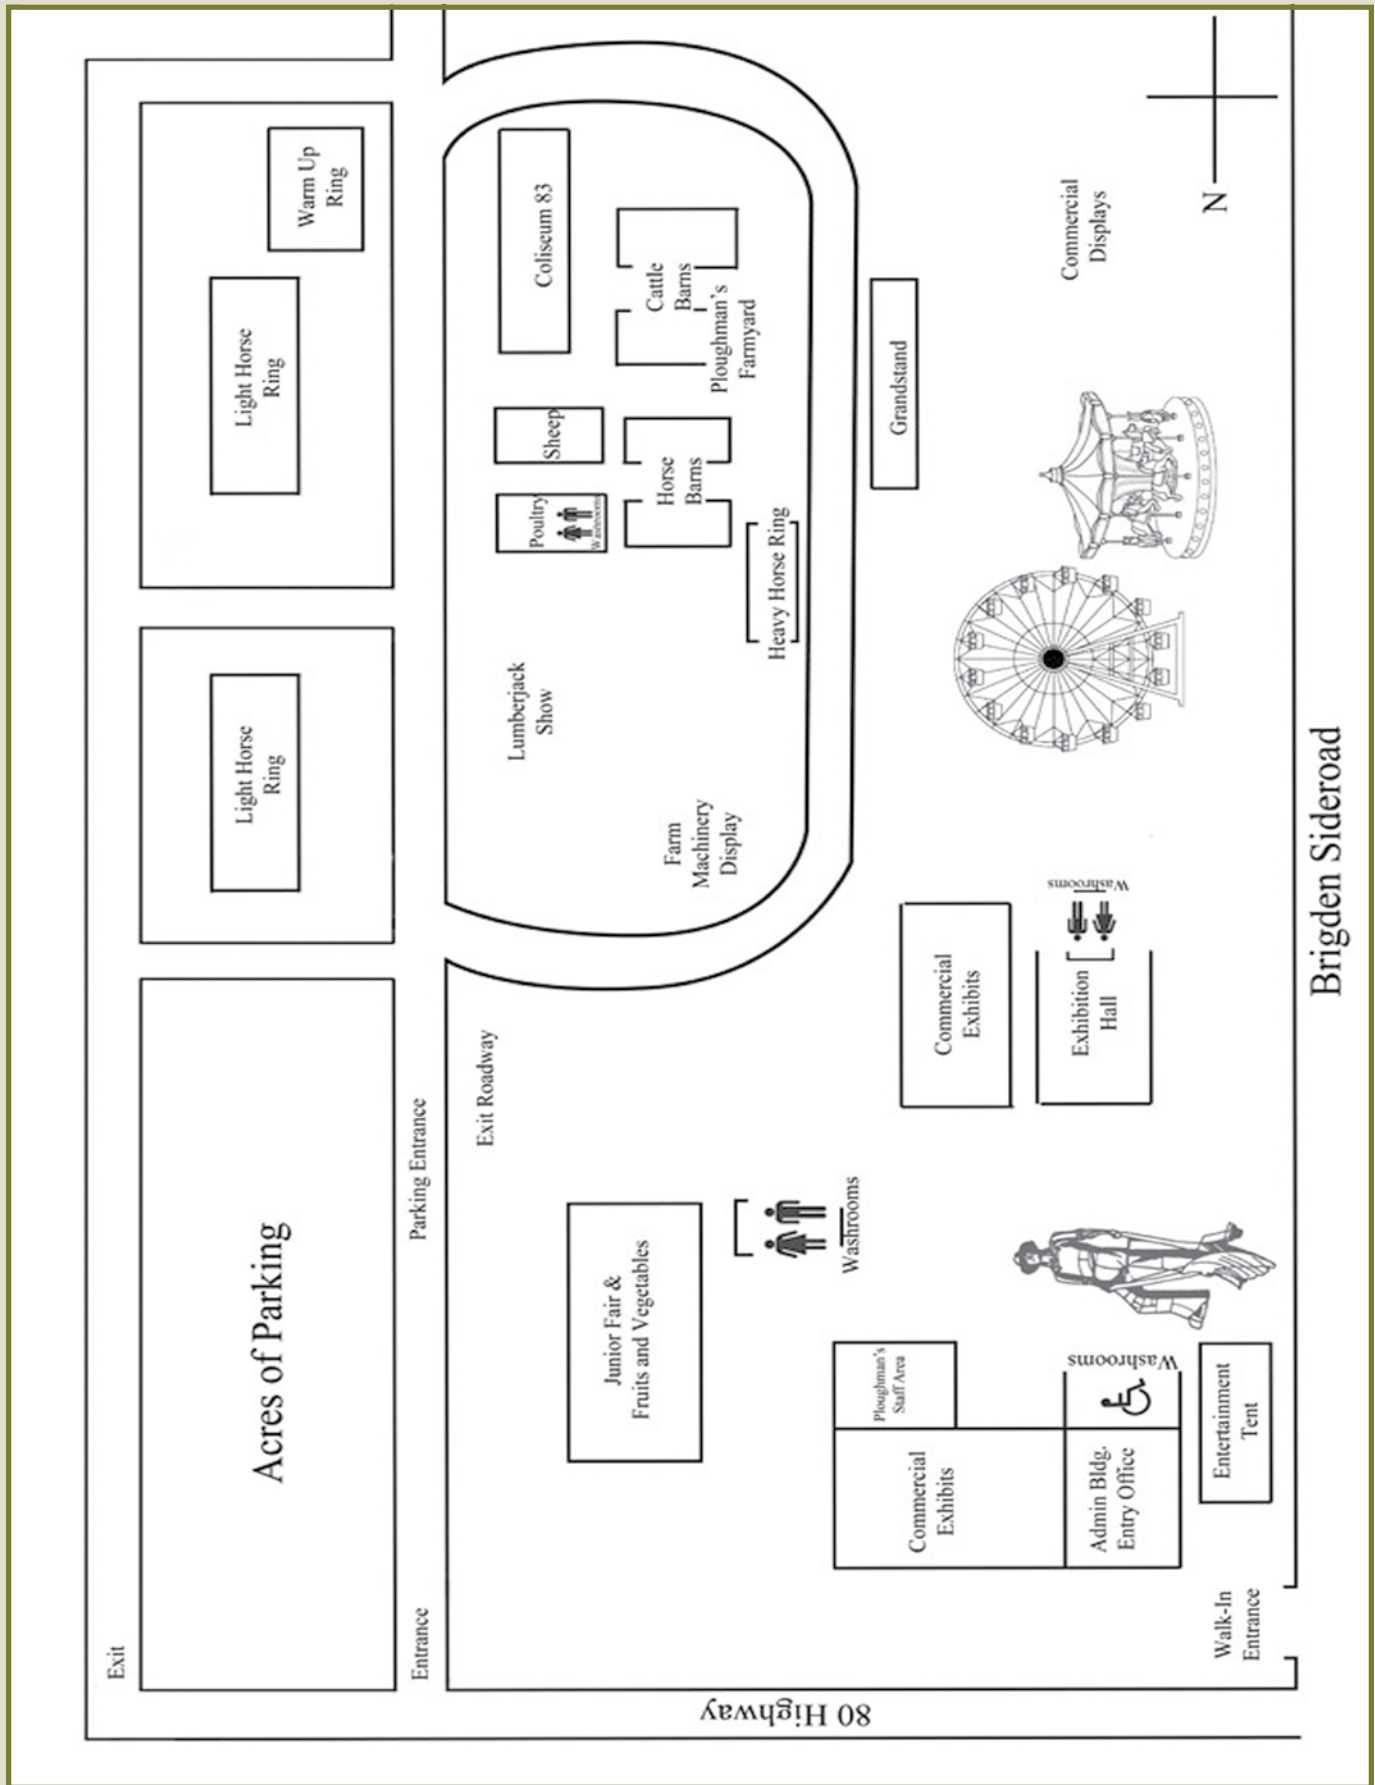 Exit
Entrance
Acres of Parking
Parking Entrance
Light Horse
Ring
Light Horse
Ring
Warm Up
Ring
Exit Roadway
Lumberjack
Show
Farm
Machinery
Display
Poultry
Washrooms
Sheep
Coliseum 83
Horse
Barns
Cattle
Barns
Ploughman's
Farmyard
Heavy Horse Ring
Grandstand
Junior Fair &
Fruits and Vegetables
Washrooms
Commercial
Exhibits
Exhibition
Hall
Washrooms
Commercial
Displays
N
Ploughman's
Staff Area
Commercial
Exhibits
Admin Bldg.
Entry Office
Washrooms
Entertainment
Tent
Walk-In
Entrance
80 Highway
Brigden Sideroad